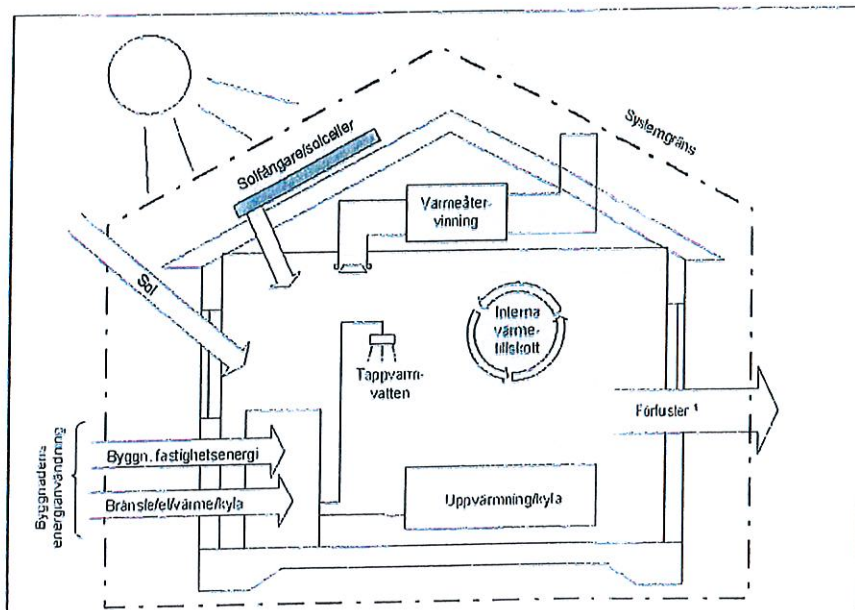 Systemgräns
Solfångare/solceller
Värmeåter-
vinning
Sol
Interna
värme-
tillskott
Tappvarm-
vatten
Förluster ¹
Byggnadens
energianvändning
Byggn. fastighetsenergi
Bränsle/el/värme/kyla
Uppvärmning/kyla